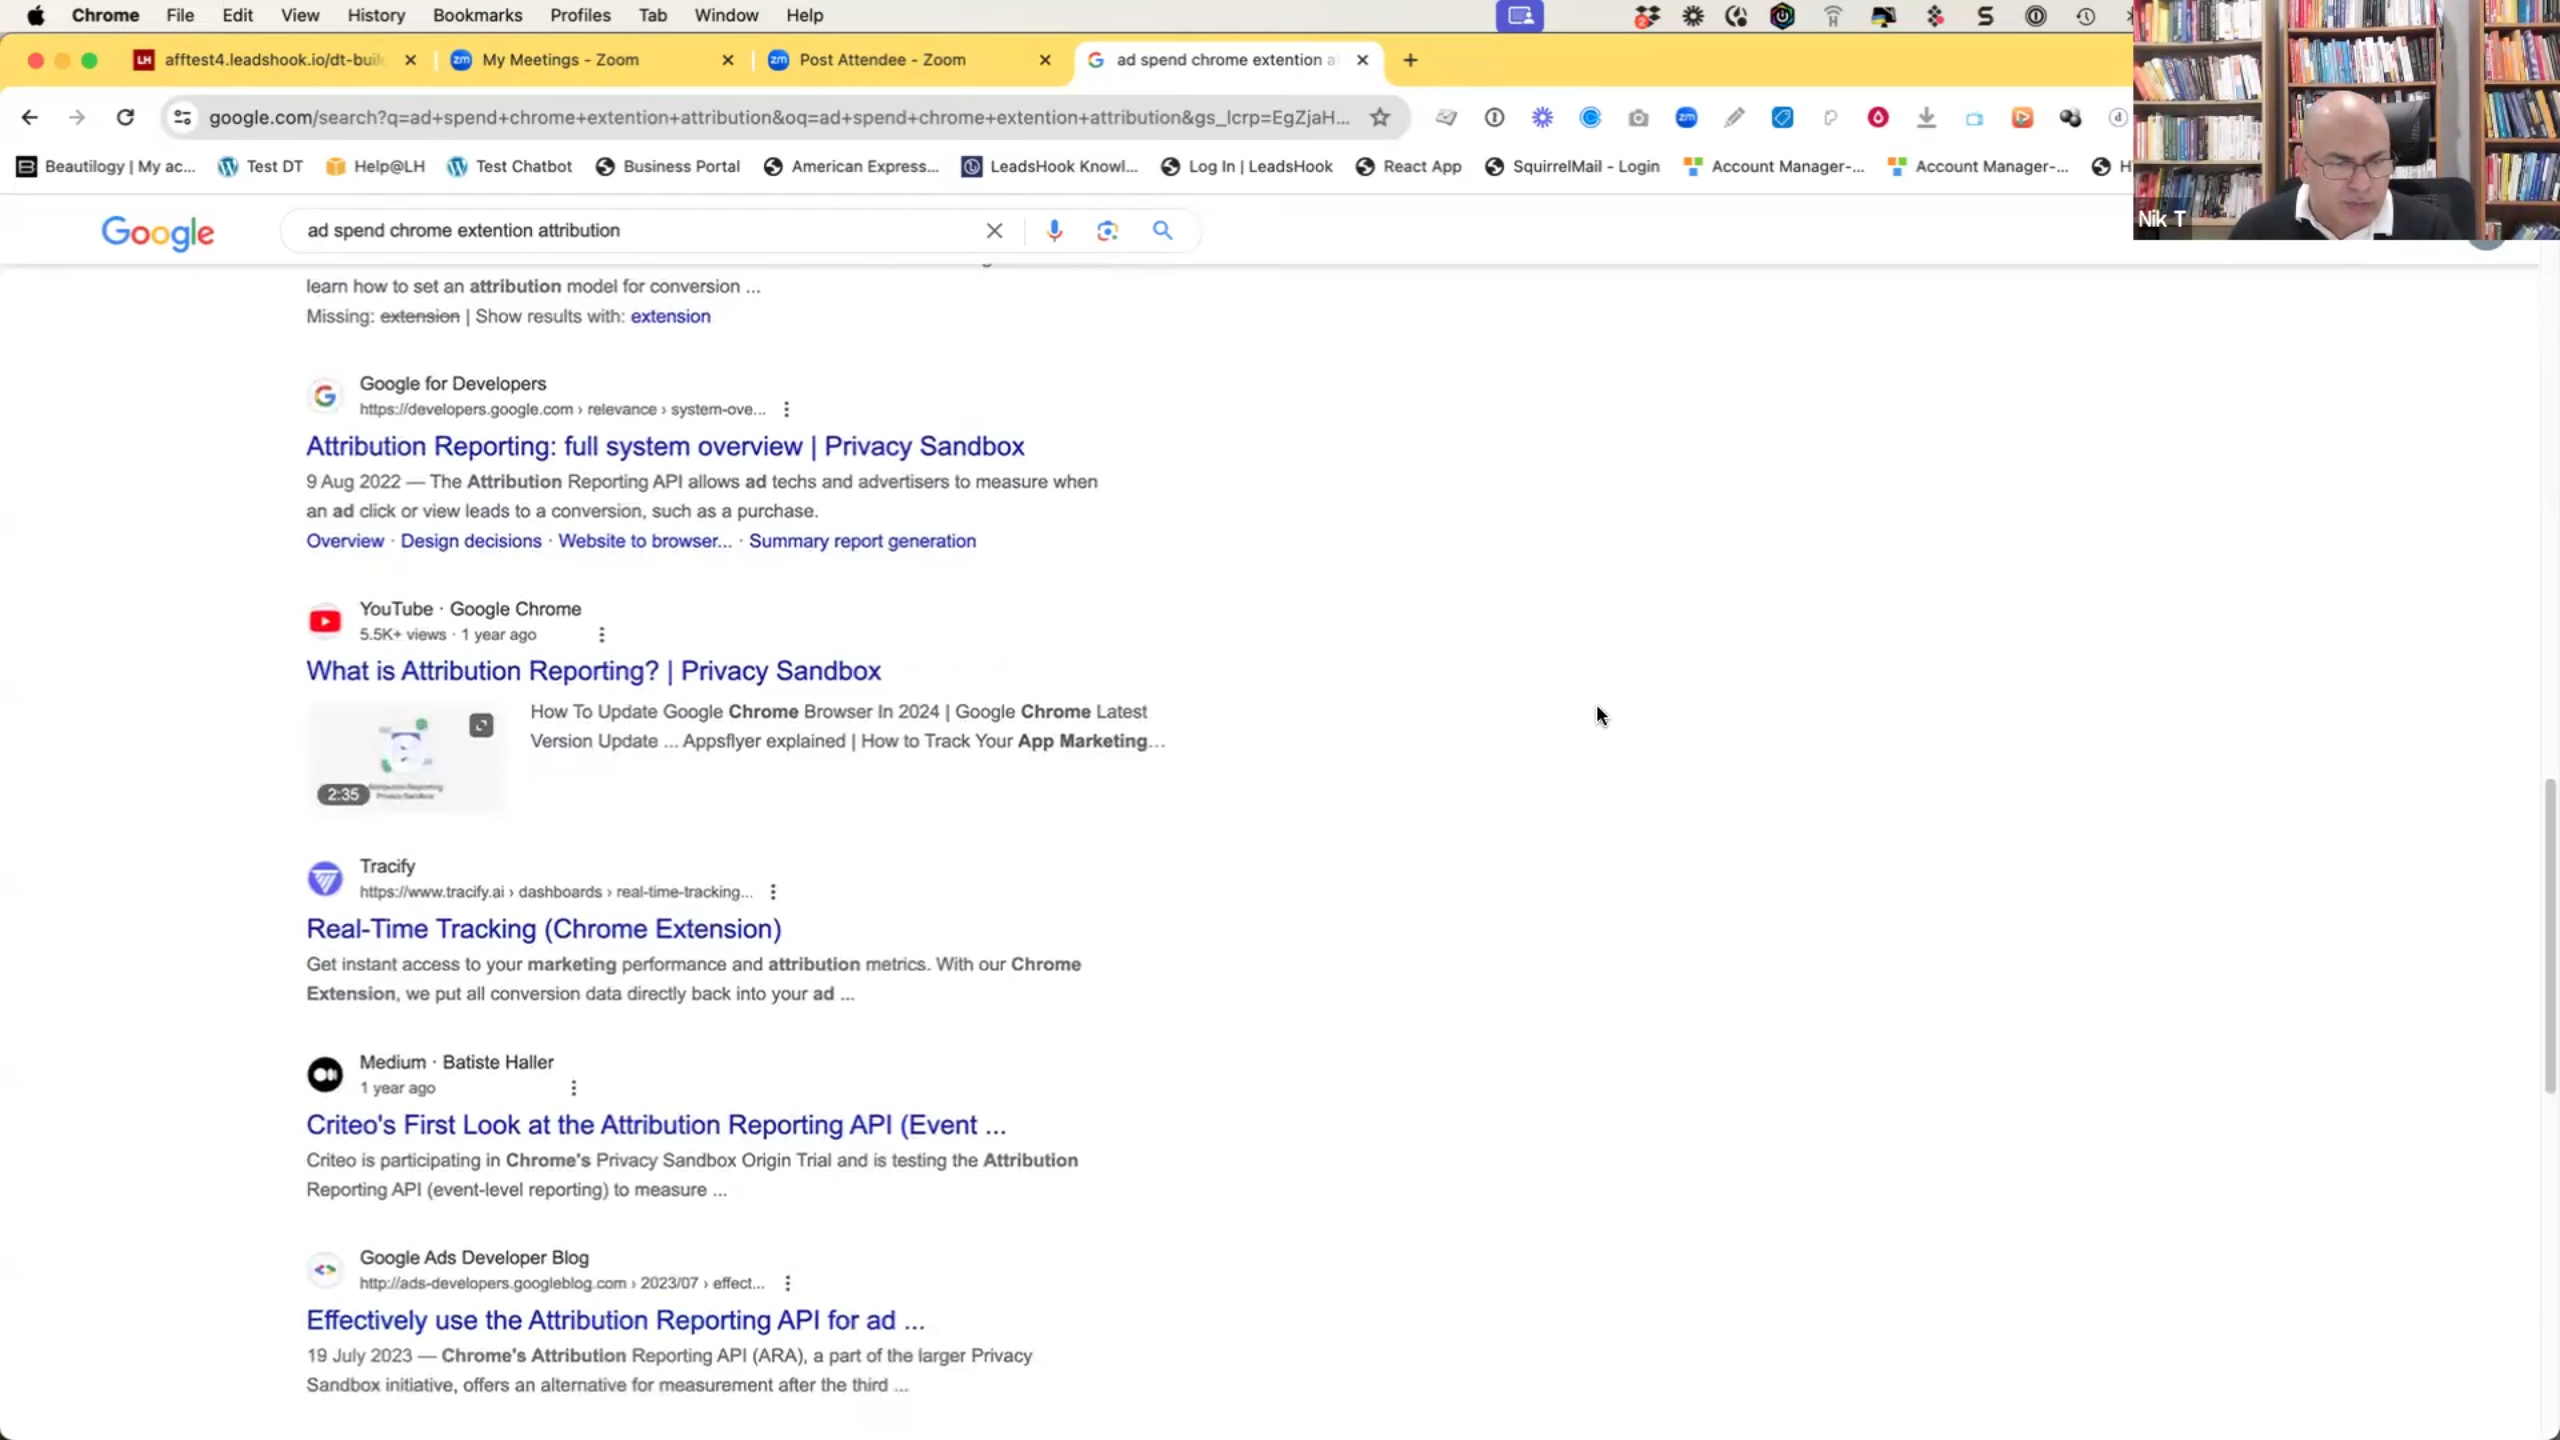 Chrome File Edit View History Bookmarks Profiles Tab Window Help
afftest4.leadshook.io/dt-buil
My Meetings - Zoom
Post Attendee - Zoom
ad spend chrome extention a
google.com/search?q=ad+spend+chrome+extention+attribution&oq=ad+spend+chrome+extention+attribution&gs_lcrp=EgZjaH...
Beautilogy | My ac... Test DT Help@LH Test Chatbot Business Portal American Express... LeadsHook Knowl... Log In | LeadsHook React App SquirrelMail - Login Account Manager-... Account Manager-... H
Nik T
Google
ad spend chrome extention attribution
learn how to set an attribution model for conversion ...
Missing: extension | Show results with: extension
Google for Developers
https://developers.google.com › relevance › system-ove...
Attribution Reporting: full system overview | Privacy Sandbox
9 Aug 2022 — The Attribution Reporting API allows ad techs and advertisers to measure when
an ad click or view leads to a conversion, such as a purchase.
Overview · Design decisions · Website to browser... · Summary report generation
YouTube · Google Chrome
5.5K+ views · 1 year ago
What is Attribution Reporting? | Privacy Sandbox
How To Update Google Chrome Browser In 2024 | Google Chrome Latest
Version Update ... Appsflyer explained | How to Track Your App Marketing...
Attribution Reporting
Privacy Sandbox
2:35
Tracify
https://www.tracify.ai › dashboards › real-time-tracking...
Real-Time Tracking (Chrome Extension)
Get instant access to your marketing performance and attribution metrics. With our Chrome
Extension, we put all conversion data directly back into your ad ...
Medium · Batiste Haller
1 year ago
Criteo's First Look at the Attribution Reporting API (Event ...
Criteo is participating in Chrome's Privacy Sandbox Origin Trial and is testing the Attribution
Reporting API (event-level reporting) to measure ...
Google Ads Developer Blog
http://ads-developers.googleblog.com › 2023/07 › effect...
Effectively use the Attribution Reporting API for ad ...
19 July 2023 — Chrome's Attribution Reporting API (ARA), a part of the larger Privacy
Sandbox initiative, offers an alternative for measurement after the third ...